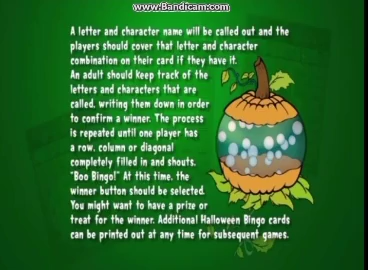 www.Bandicam.com
A letter and character name will be called out and the
players should cover that letter and character
combination on their card if they have it.
An adult should keep track of the
letters and characters that are
called, writing them down in order
to confirm a winner. The process
is repeated until one player has
a row, column or diagonal
completely filled in and shouts,
"Boo Bingo!" At this time, the
winner button should be selected.
You might want to have a prize or
treat for the winner. Additional Halloween Bingo cards
can be printed out at any time for subsequent games.